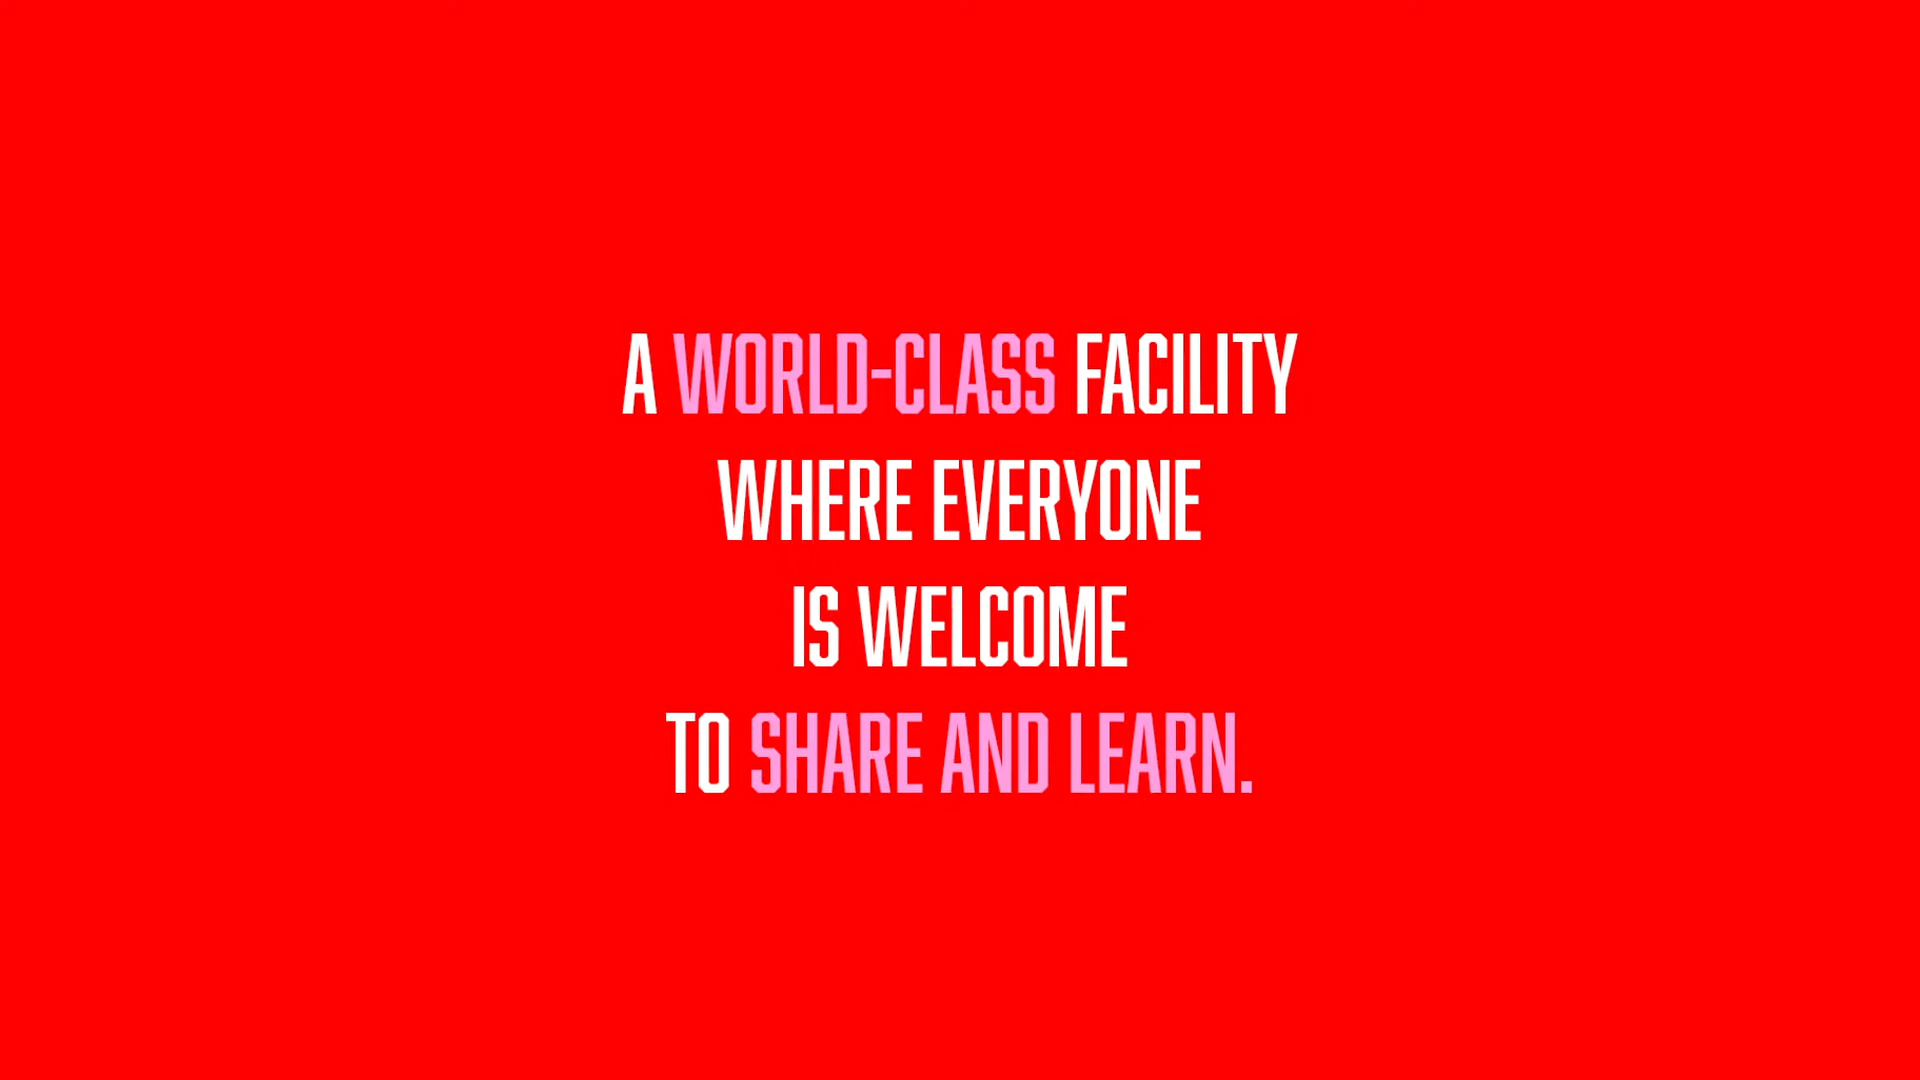 A WORLD-CLASS FACILITY
WHERE EVERYONE
IS WELCOME
TO SHARE AND LEARN.